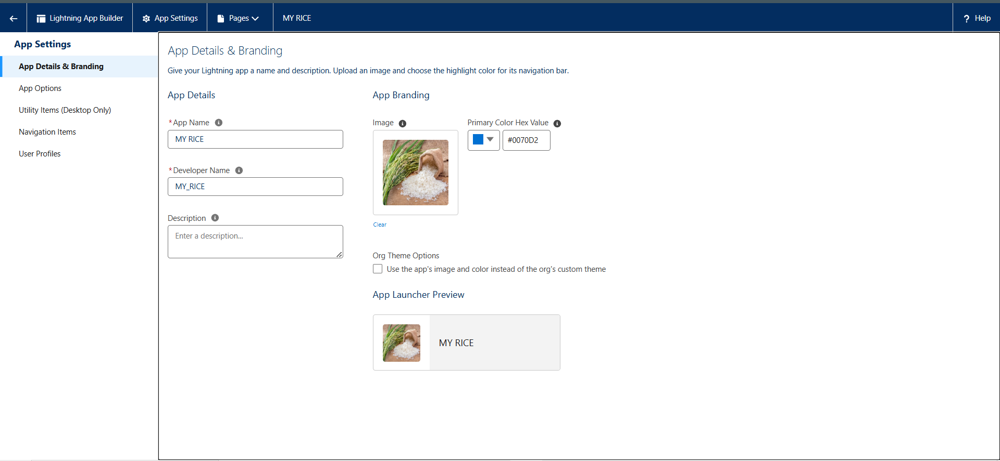 Lightning App Builder
App Settings
Pages
MY RICE
? Help
App Settings
App Details & Branding
App Options
Utility Items (Desktop Only)
Navigation Items
User Profiles
App Details & Branding
Give your Lightning app a name and description. Upload an image and choose the highlight color for its navigation bar.
App Details
*App Name
MY RICE
*Developer Name
MY_RICE
Description
Enter a description...
App Branding
Image
Clear
Primary Color Hex Value
#0070D2
Org Theme Options
Use the app's image and color instead of the org's custom theme
App Launcher Preview
MY RICE